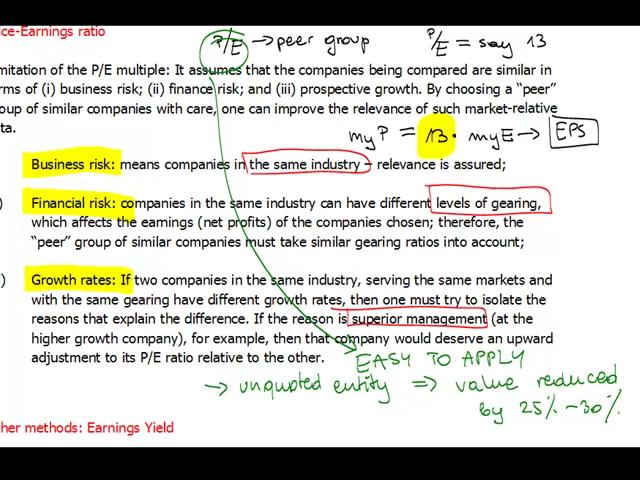 ice-Earnings ratio
P/E → peer group
P/E = say 13
mitation of the P/E multiple: It assumes that the companies being compared are similar in
rms of (i) business risk; (ii) finance risk; and (iii) prospective growth. By choosing a “peer”
oup of similar companies with care, one can improve the relevance of such market-relative
ta.
my P = 13 · my E → EPS
Business risk: means companies in the same industry – relevance is assured;
) Financial risk: companies in the same industry can have different levels of gearing,
which affects the earnings (net profits) of the companies chosen; therefore, the
“peer” group of similar companies must take similar gearing ratios into account;
) Growth rates: If two companies in the same industry, serving the same markets and
with the same gearing have different growth rates, then one must try to isolate the
reasons that explain the difference. If the reason is superior management (at the
higher growth company), for example, then that company would deserve an upward
adjustment to its P/E ratio relative to the other.
EASY TO APPLY
→ unquoted entity ⇒ value reduced
by 25% - 30%
her methods: Earnings Yield